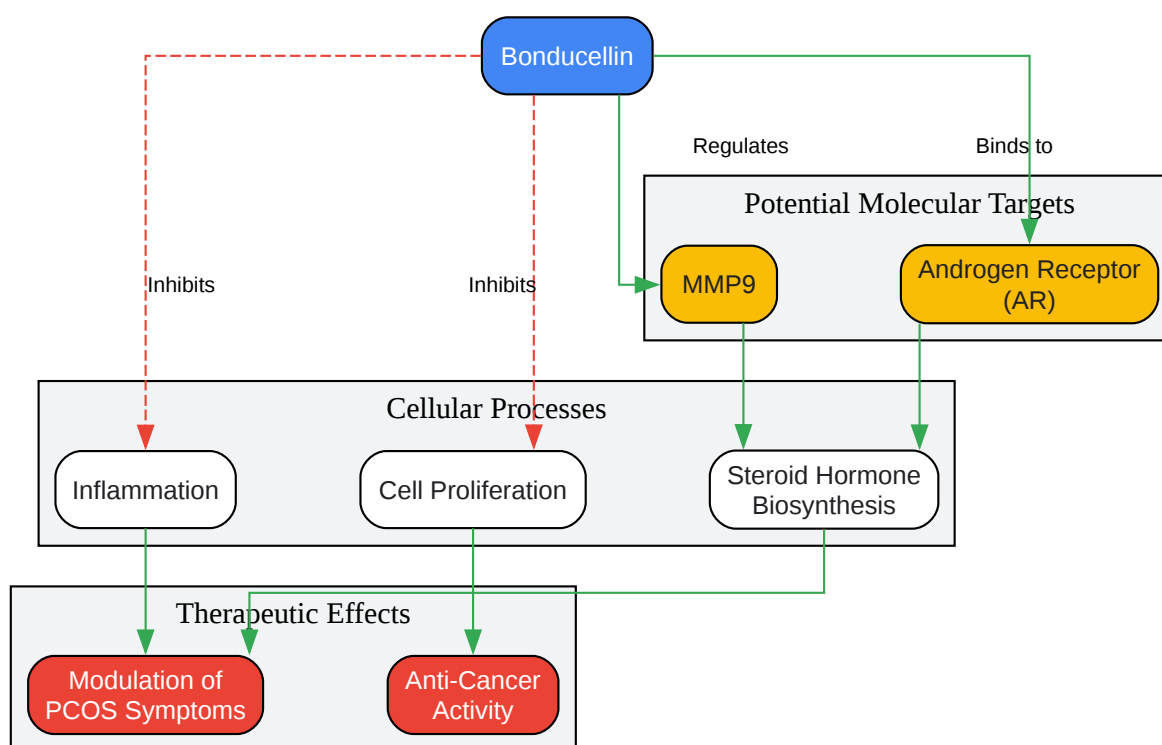 Bonducellin
Regulates
Binds to
Potential Molecular Targets
MMP9
Androgen Receptor
(AR)
Inhibits
Inhibits
Cellular Processes
Inflammation
Cell Proliferation
Steroid Hormone
Biosynthesis
Therapeutic Effects
Modulation of
PCOS Symptoms
Anti-Cancer
Activity